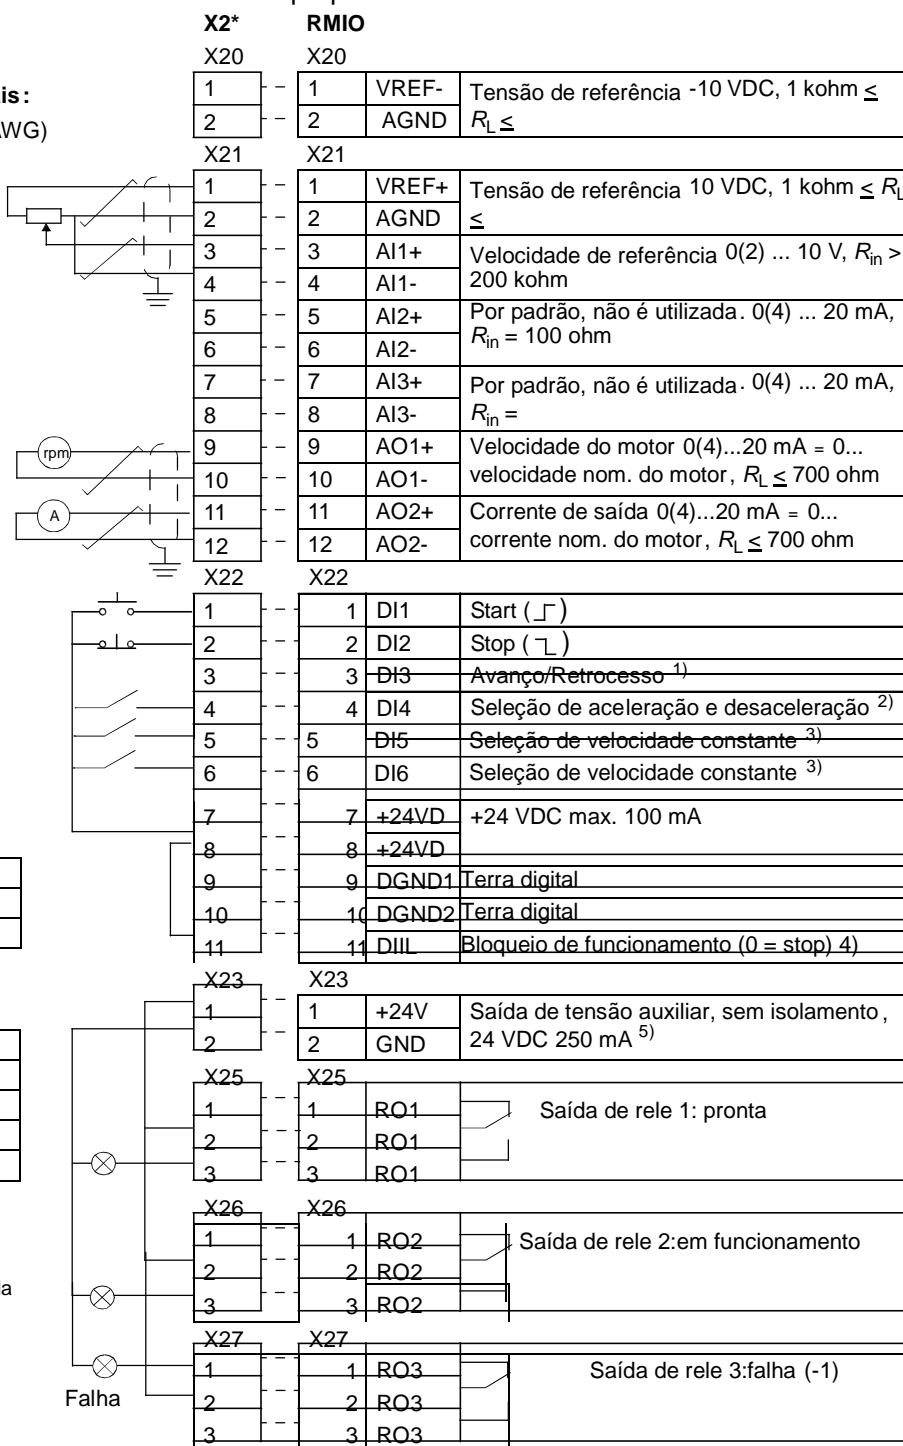 X2* RMIO
X20 X20
is:
1 1 VREF- Tensão de referência -10 VDC, 1 kohm ≤
WG) 2 2 AGND RL ≤
X21 X21
1 1 VREF+ Tensão de referência 10 VDC, 1 kohm ≤ RL
2 2 AGND ≤
3 3 AI1+ Velocidade de referência 0(2) ... 10 V, Rin >
4 4 AI1- 200 kohm
5 5 AI2+ Por padrão, não é utilizada. 0(4) ... 20 mA,
6 6 AI2- Rin = 100 ohm
7 7 AI3+ Por padrão, não é utilizada. 0(4) ... 20 mA,
8 8 AI3- Rin =
rpm 9 9 AO1+ Velocidade do motor 0(4)...20 mA = 0...
10 10 AO1- velocidade nom. do motor, RL ≤ 700 ohm
A 11 11 AO2+ Corrente de saída 0(4)...20 mA = 0...
12 12 AO2- corrente nom. do motor, RL ≤ 700 ohm
X22 X22
1 1 DI1 Start ( )
2 2 DI2 Stop ( )
3 3 DI3 Avanço/Retrocesso 1)
4 4 DI4 Seleção de aceleração e desaceleração 2)
5 5 DI5 Seleção de velocidade constante 3)
6 6 DI6 Seleção de velocidade constante 3)
7 7 +24VD +24 VDC max. 100 mA
8 8 +24VD
9 9 DGND1 Terra digital
10 10 DGND2 Terra digital
11 11 DIIL Bloqueio de funcionamento (0 = stop) 4)
X23 X23
1 1 +24V Saída de tensão auxiliar, sem isolamento,
2 2 GND 24 VDC 250 mA 5)
X25 X25
1 1 RO1 Saída de rele 1: pronta
2 2 RO1
3 3 RO1
X26 X26
1 1 RO2 Saída de rele 2:em funcionamento
2 2 RO2
3 3 RO2
X27 X27
1 1 RO3 Saída de rele 3:falha (-1)
Falha 2 2 RO3
3 3 RO3